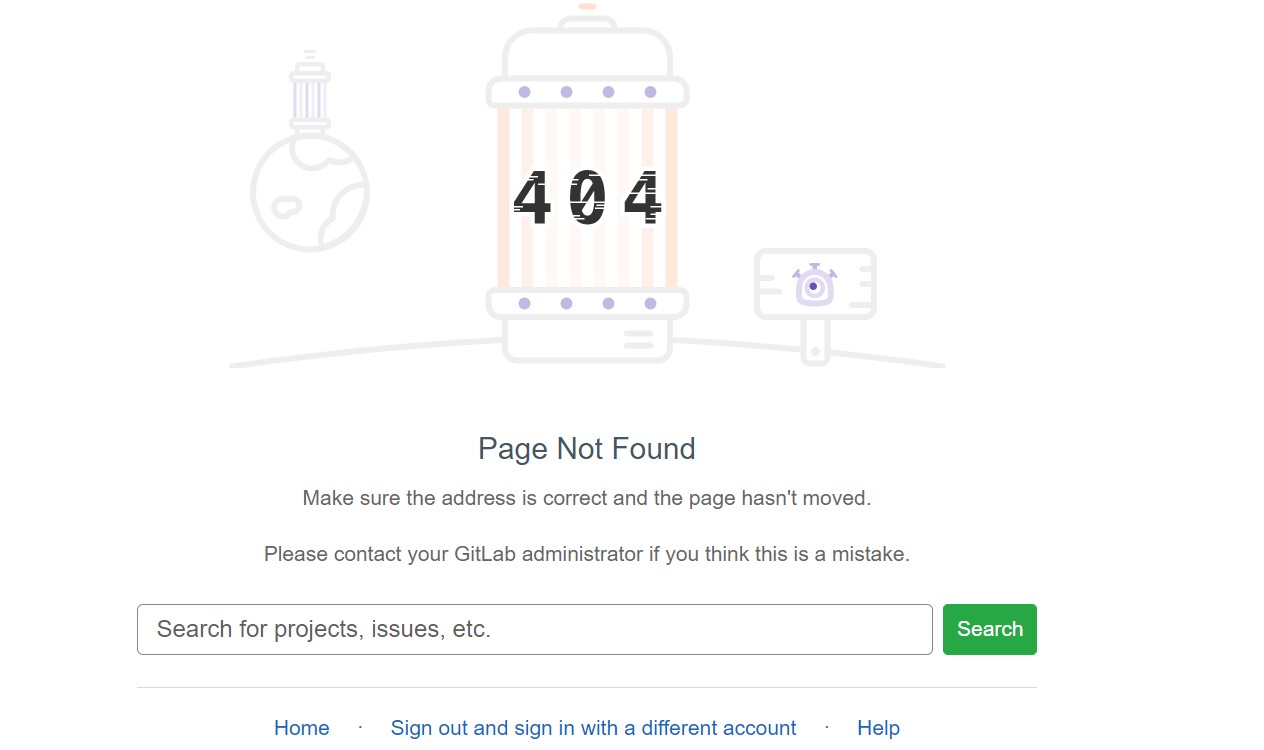 404
Page Not Found
Make sure the address is correct and the page hasn't moved.
Please contact your GitLab administrator if you think this is a mistake.
Search for projects, issues, etc.
Search
Home · Sign out and sign in with a different account · Help